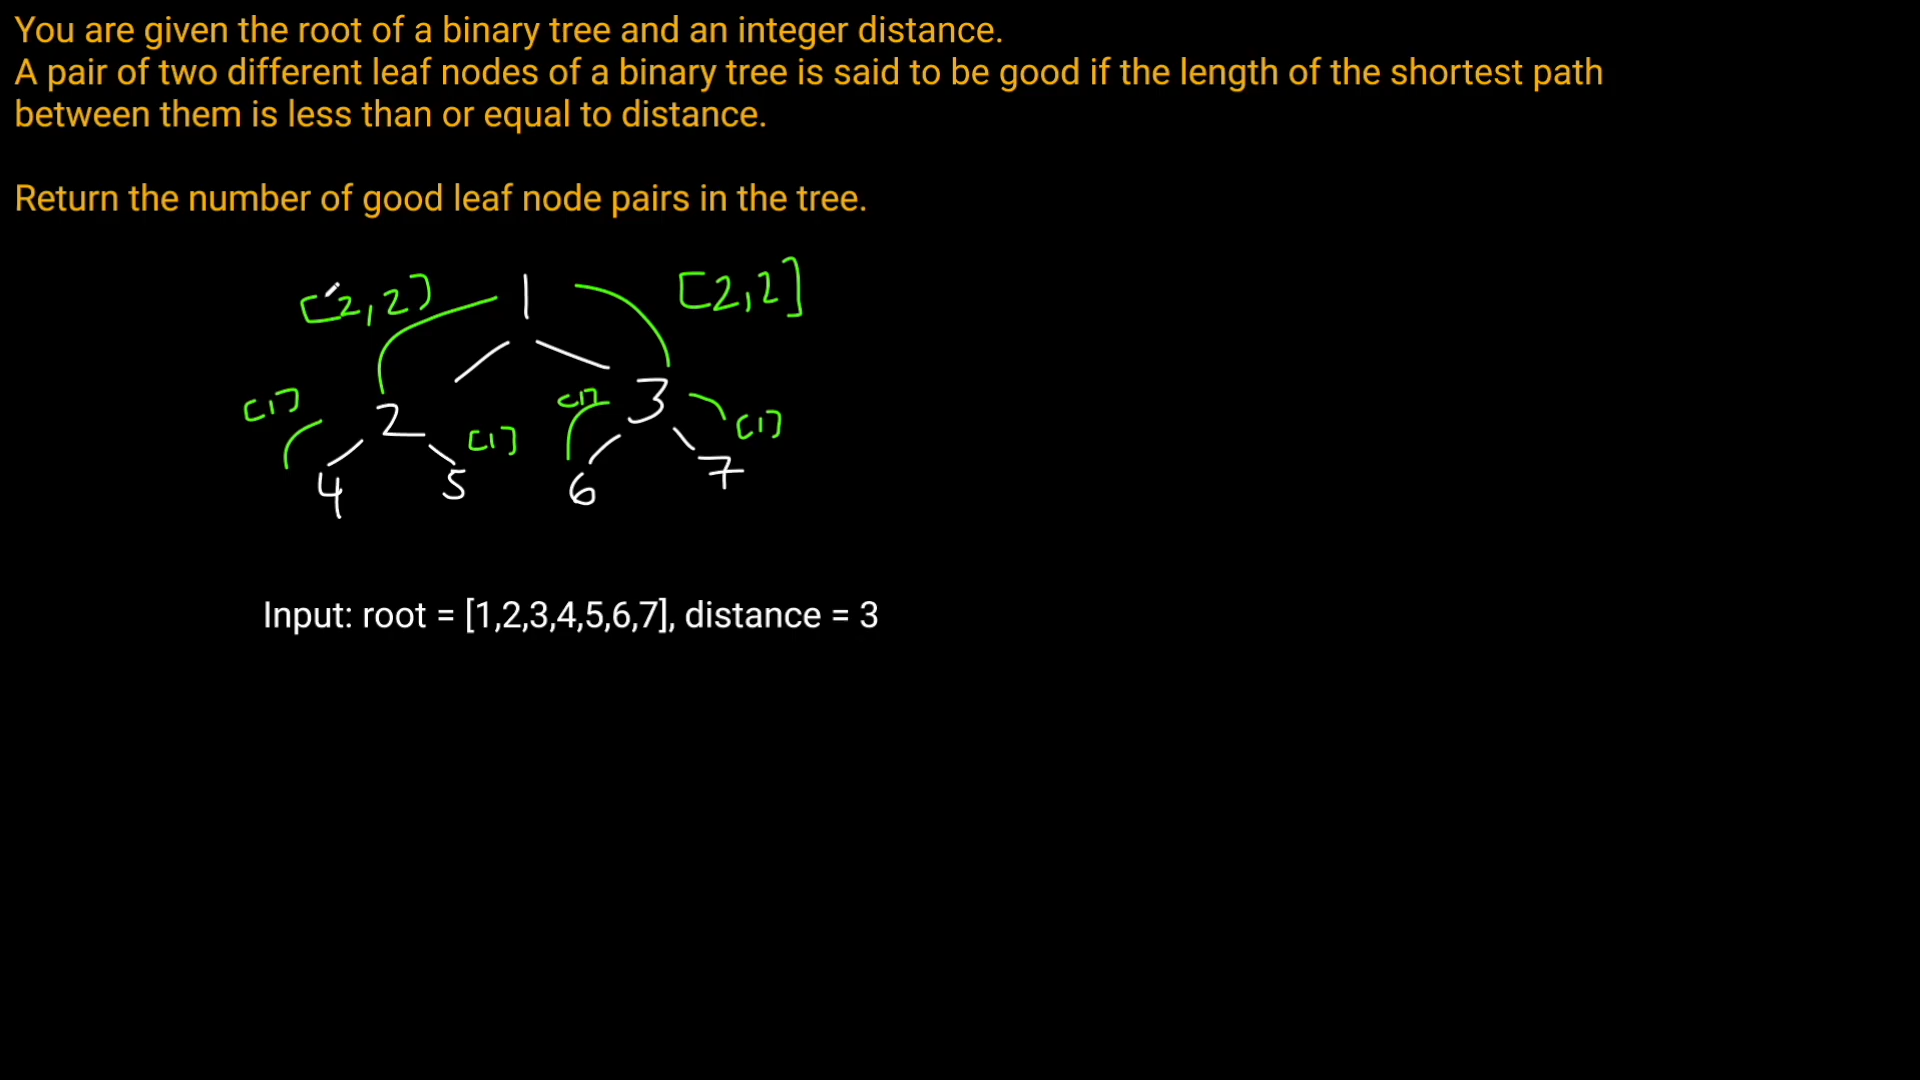 You are given the root of a binary tree and an integer distance.
A pair of two different leaf nodes of a binary tree is said to be good if the length of the shortest path
between them is less than or equal to distance.
Return the number of good leaf node pairs in the tree.
[2,2] 1 [2,2]
[1] 2 [1] [1] 3 [1]
4 5 6 7
Input: root = [1,2,3,4,5,6,7], distance = 3